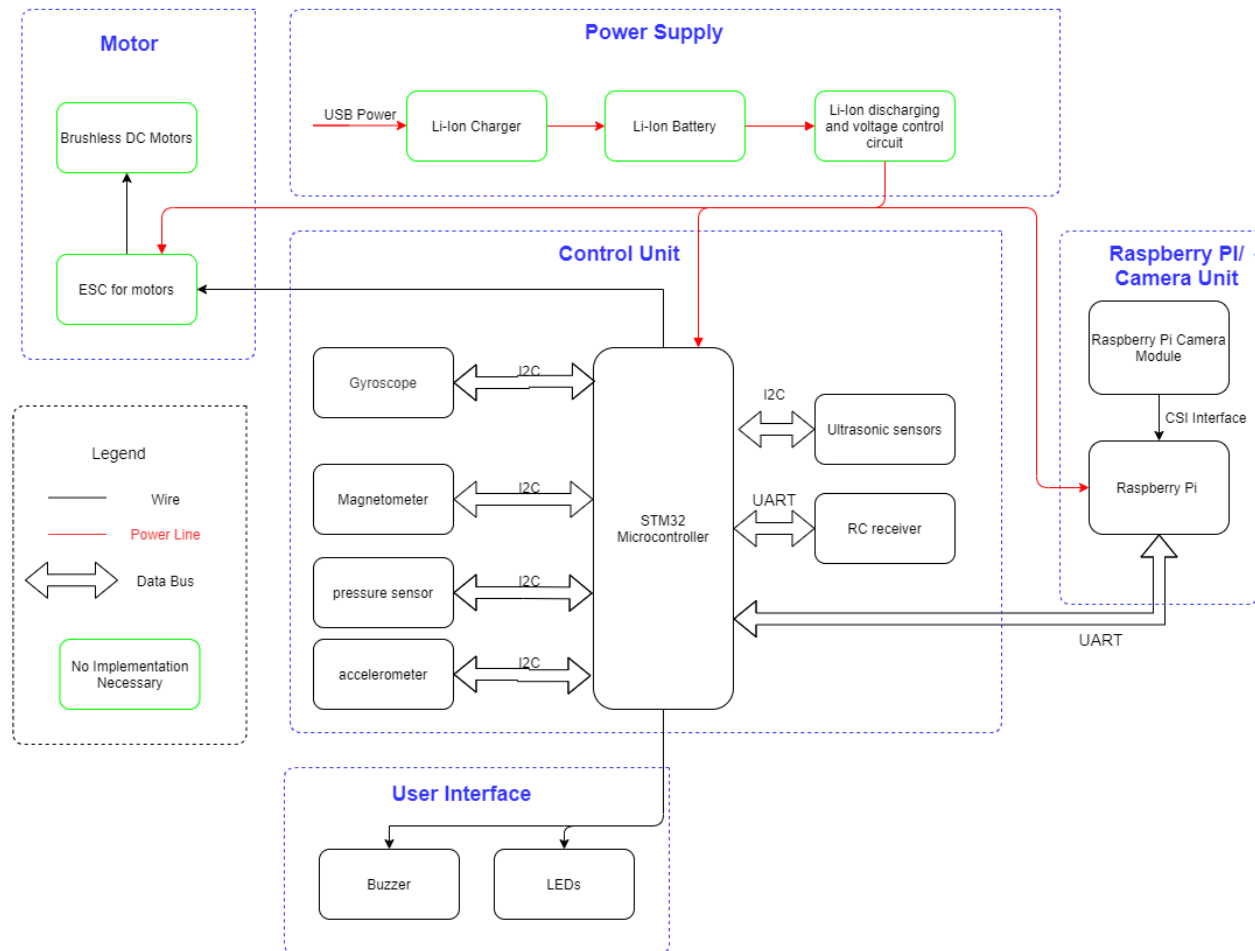 Motor
Brushless DC Motors
ESC for motors
Power Supply
USB Power
Li-Ion Charger
Li-Ion Battery
Li-Ion discharging
and voltage control
circuit
Control Unit
Gyroscope
I2C
Magnetometer
I2C
pressure sensor
I2C
accelerometer
I2C
STM32
Microcontroller
I2C
Ultrasonic sensors
UART
RC receiver
Raspberry PI/ -
Camera Unit
Raspberry Pi Camera
Module
CSI Interface
Raspberry Pi
UART
Legend
Wire
Power Line
Data Bus
No Implementation
Necessary
User Interface
Buzzer
LEDs